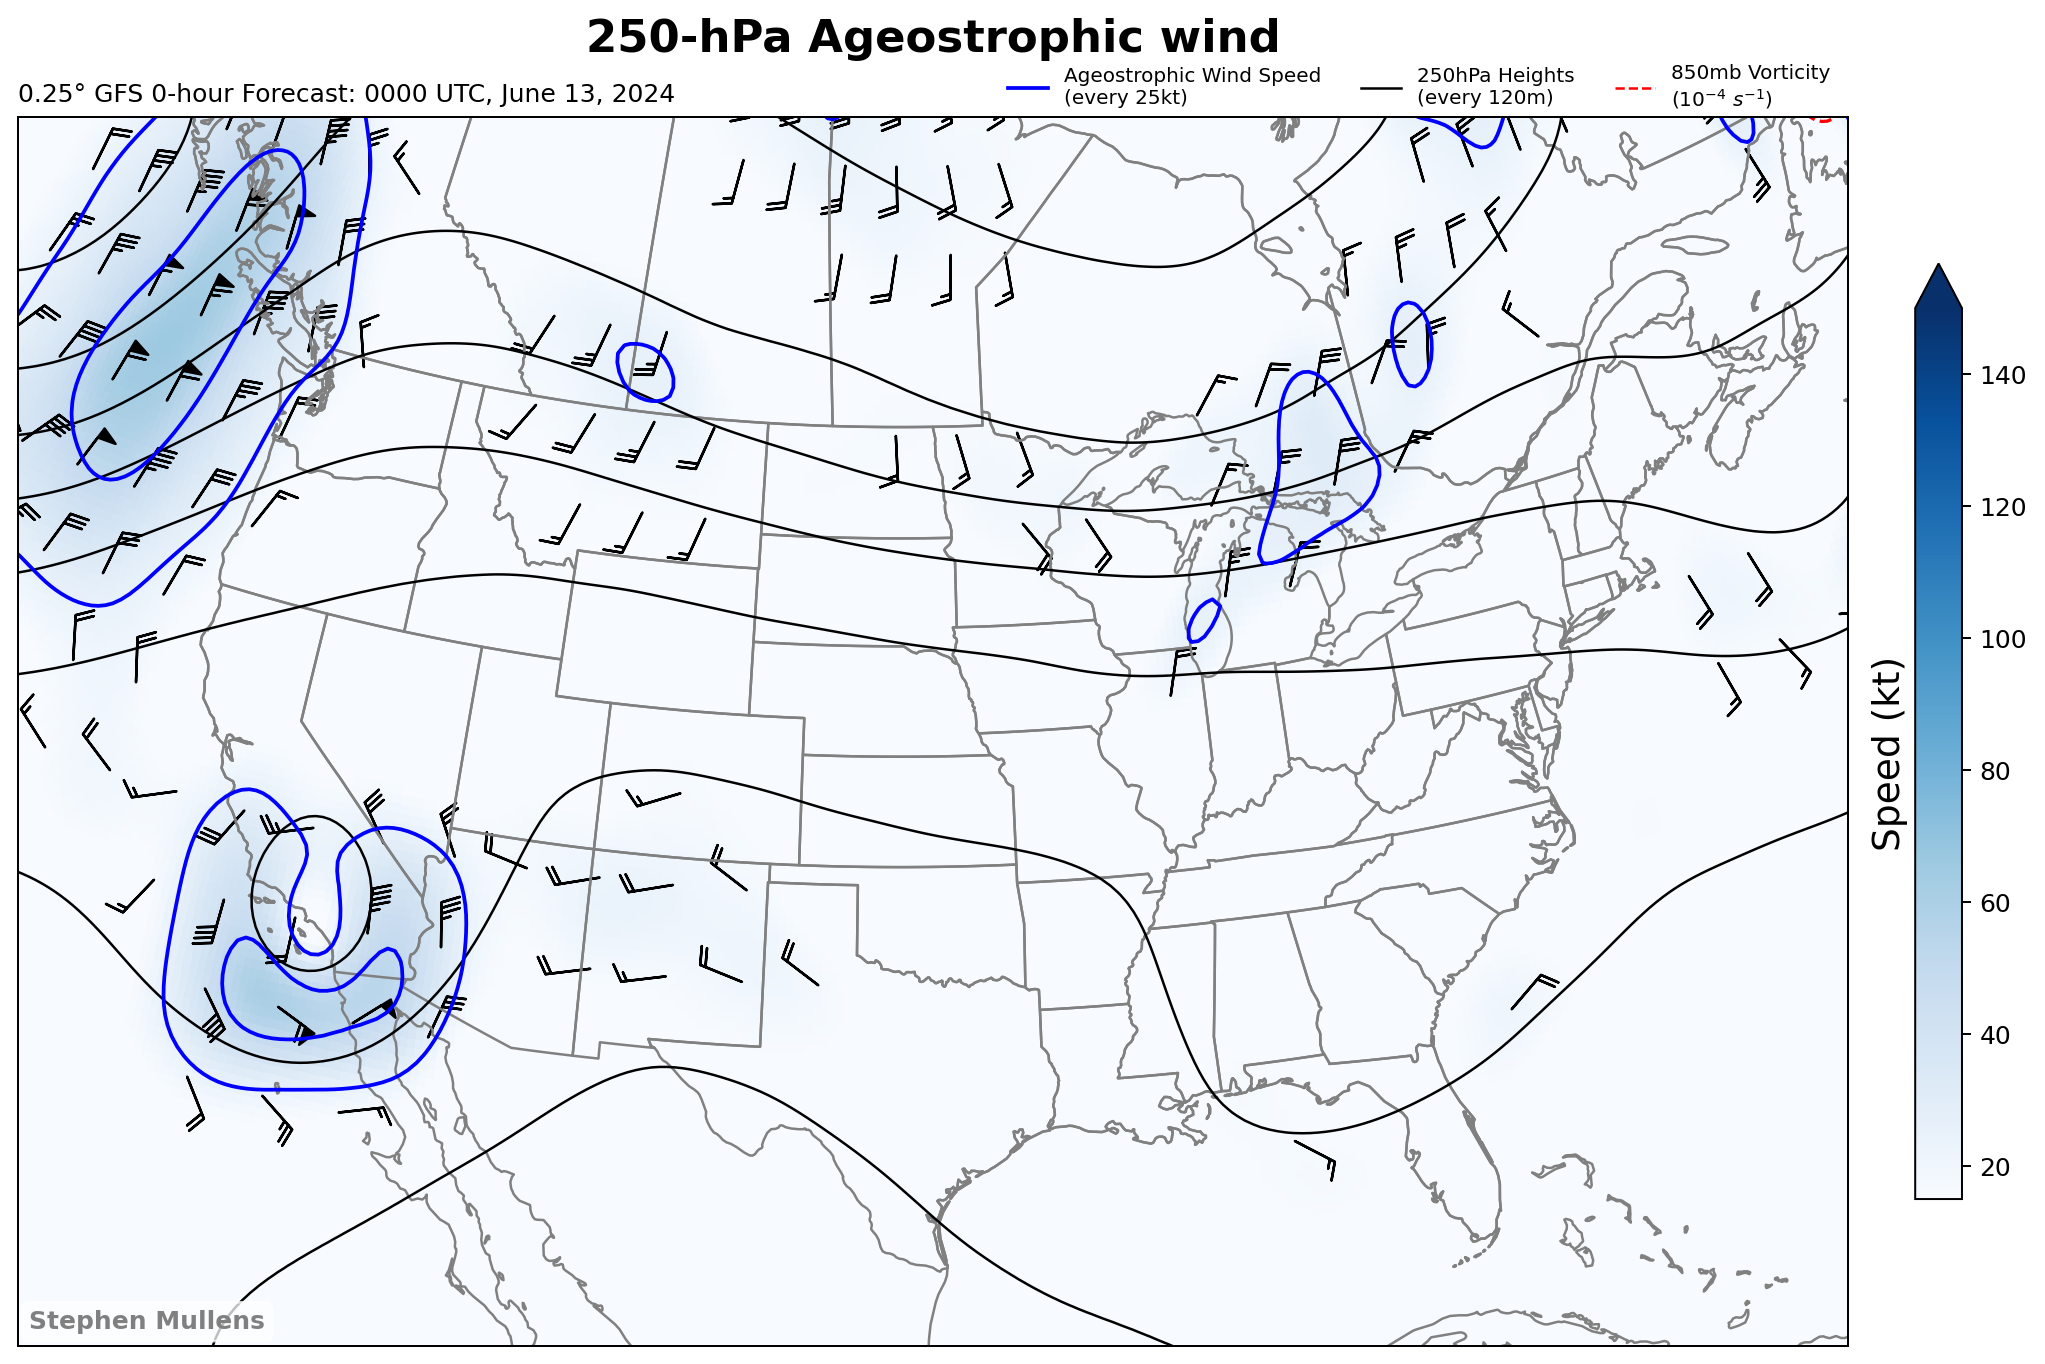 250-hPa Ageostrophic wind
0.25° GFS 0-hour Forecast: 0000 UTC, June 13, 2024
Ageostrophic Wind Speed
(every 25kt)
250hPa Heights
(every 120m)
850mb Vorticity
(10⁻⁴ s⁻¹)
140
120
100
80
60
40
20
Speed (kt)
Stephen Mullens